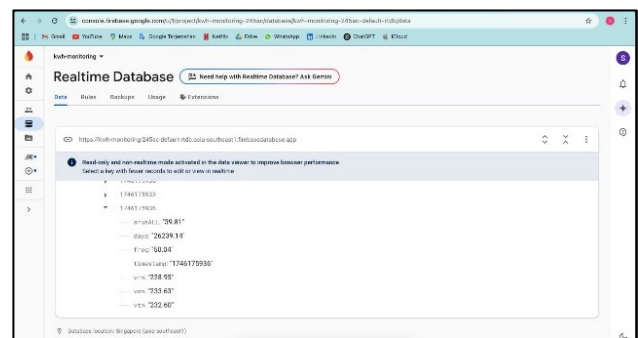 console.firebase.google.com/u/1/project/kwh-monitoring-245ac/database/kwh-monitoring-245ac-default-rtdb/data
Gmail YouTube Maps Google Terjemahan Netflix Drive WhatsApp LinkedIn ChatGPT iCloud
kwh-monitoring
S
Realtime Database Need help with Realtime Database? Ask Gemini
Data Rules Backups Usage Extensions
https://kwh-monitoring-245ac-default-rtdb.asia-southeast1.firebasedatabase.app
Read-only and non-realtime mode activated in the data viewer to improve browser performance
Select a key with fewer records to edit or view in realtime
1746175933
1746175936
arusALL: "39.81"
daya: "26239.14"
freq: "50.04"
timestamp: "1746175936"
vrn: "228.95"
vsn: "233.63"
vtn: "232.60"
Database location: Singapore (asia-southeast1)